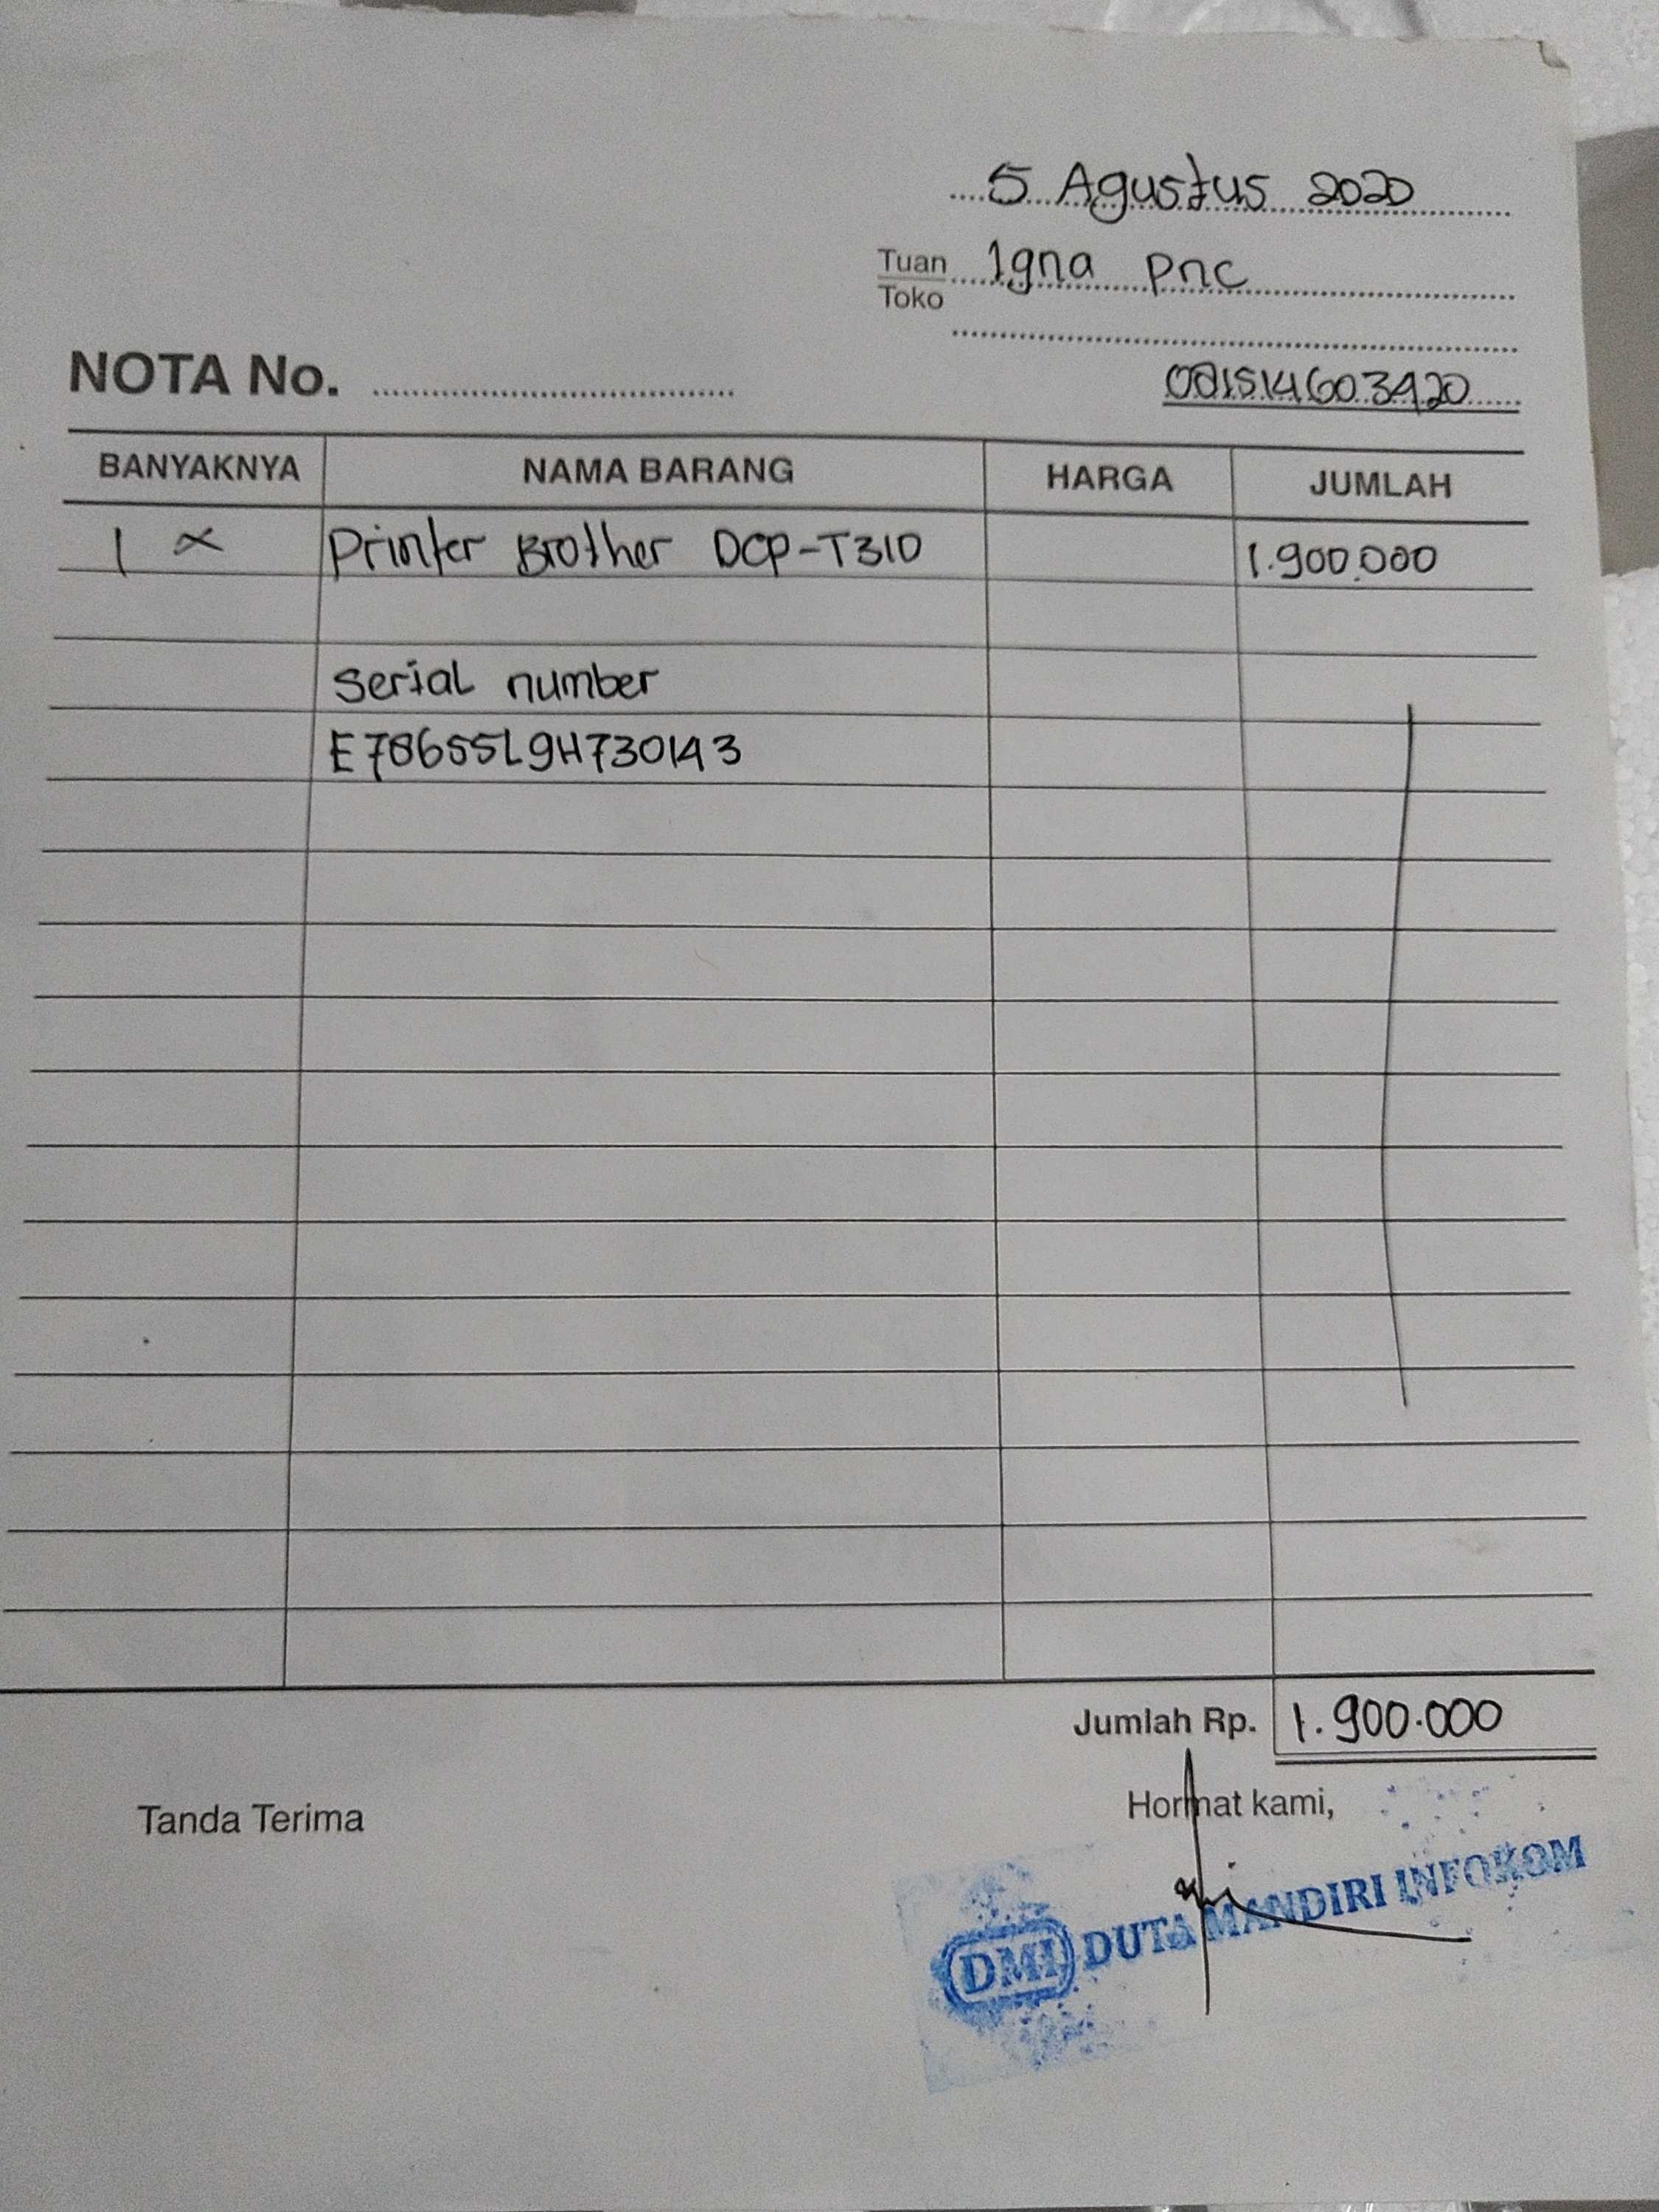 5 Agustus 2020
Tuan Igna pnc
Toko
NOTA No.
081514603420
BANYAKNYA NAMA BARANG HARGA JUMLAH
1 x Printer Brother DCP-T310 1.900.000
Serial number
E78655L9H730143
Jumlah Rp. 1.900.000
Tanda Terima Hormat kami,
DMI DUTA MANDIRI INFOKOM